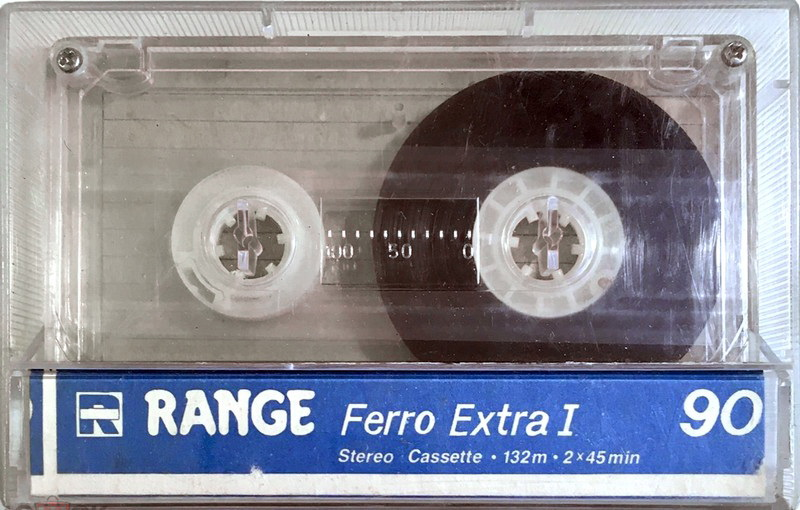 100 50 0
RANGE Ferro Extra I 90
Stereo Cassette • 132m • 2×45min